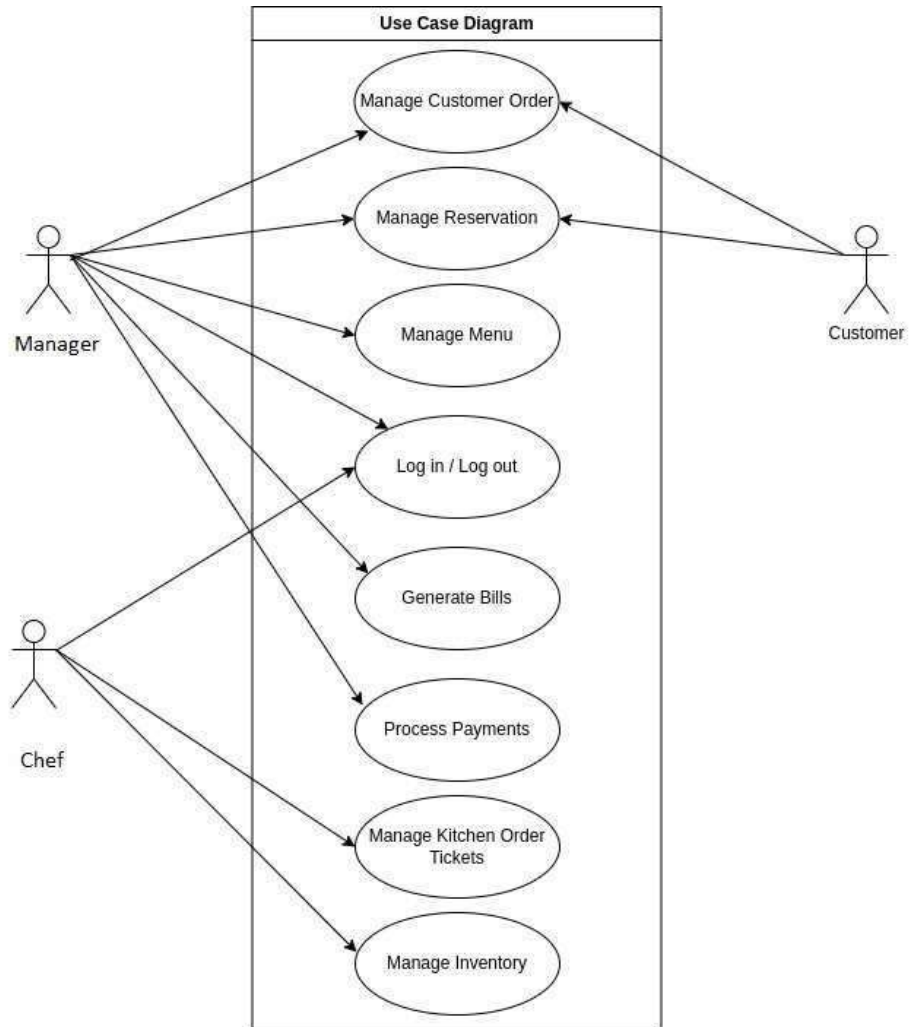 Use Case Diagram
Manage Customer Order
Manage Reservation
Manager
Manage Menu
Customer
Log in / Log out
Generate Bills
Process Payments
Chef
Manage Kitchen Order
Tickets
Manage Inventory